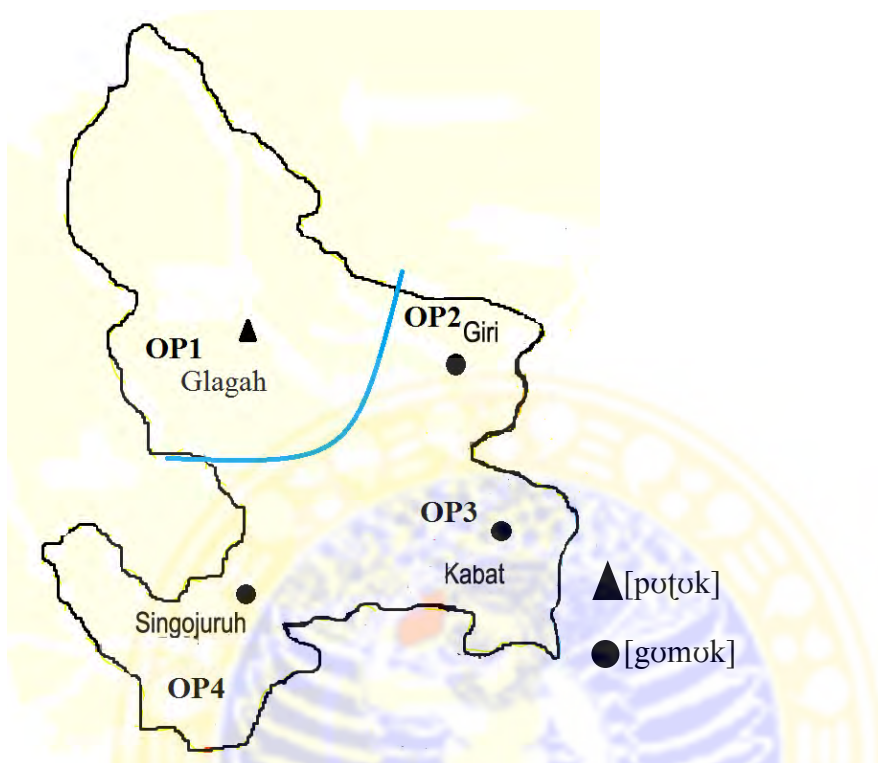 OP2 Giri
OP1
Glagah
OP3
Kabat
Singojuruh
OP4
[pʊʈʊk]
[gʊmʊk]